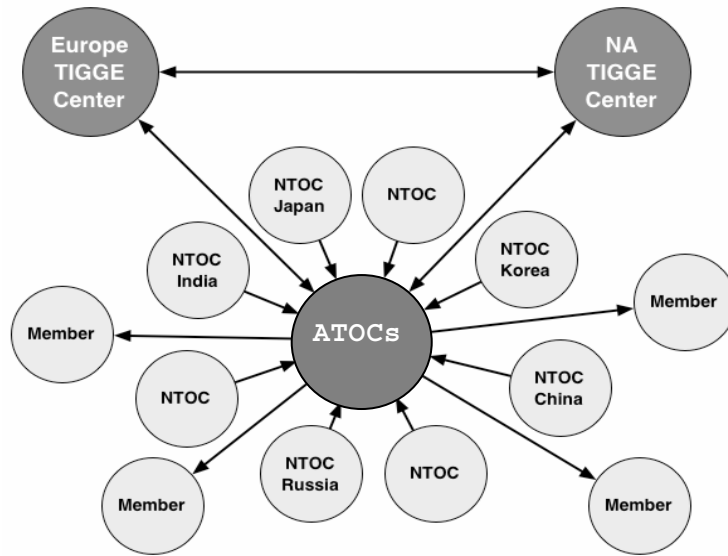 Europe
TIGGE
Center
NA
TIGGE
Center
NTOC
Japan
NTOC
NTOC
India
NTOC
Korea
Member
Member
ATOCs
NTOC
NTOC
China
NTOC
Russia
NTOC
Member
Member